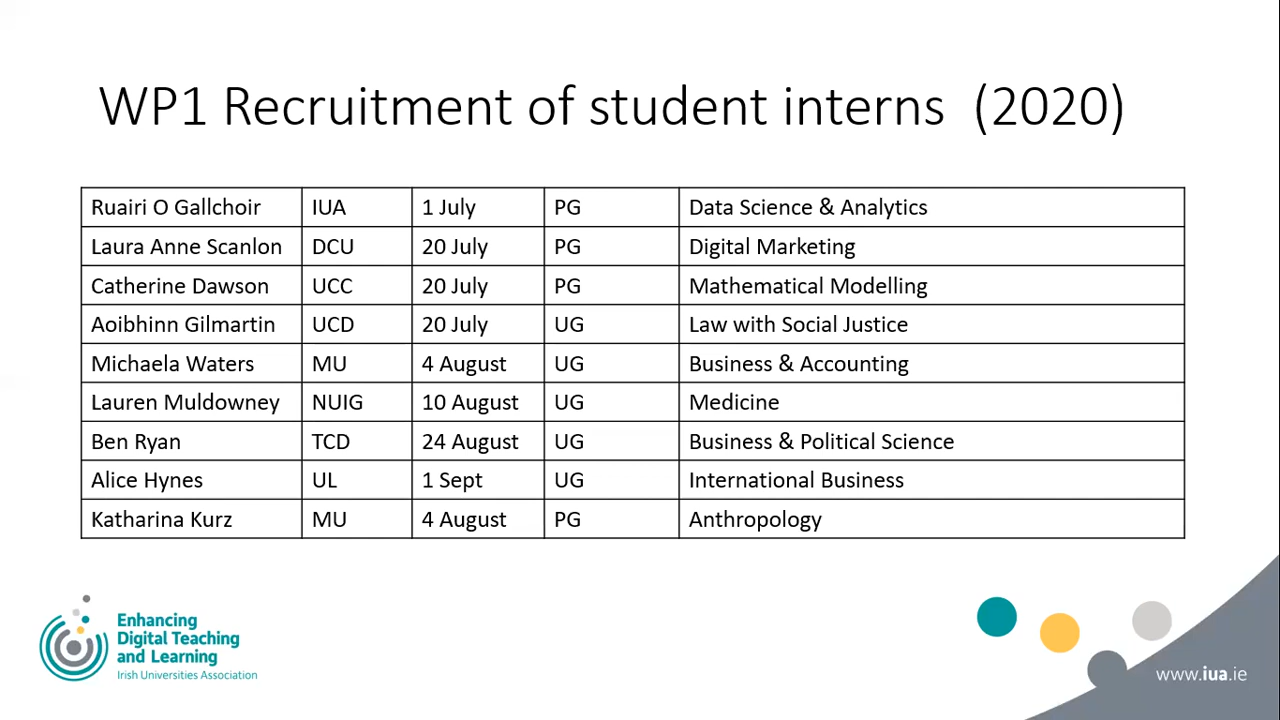 WP1 Recruitment of student interns (2020)
Ruairi O Gallchoir IUA 1 July PG Data Science & Analytics
Laura Anne Scanlon DCU 20 July PG Digital Marketing
Catherine Dawson UCC 20 July PG Mathematical Modelling
Aoibhinn Gilmartin UCD 20 July UG Law with Social Justice
Michaela Waters MU 4 August UG Business & Accounting
Lauren Muldowney NUIG 10 August UG Medicine
Ben Ryan TCD 24 August UG Business & Political Science
Alice Hynes UL 1 Sept UG International Business
Katharina Kurz MU 4 August PG Anthropology
Enhancing
Digital Teaching
and Learning
Irish Universities Association
www.iua.ie